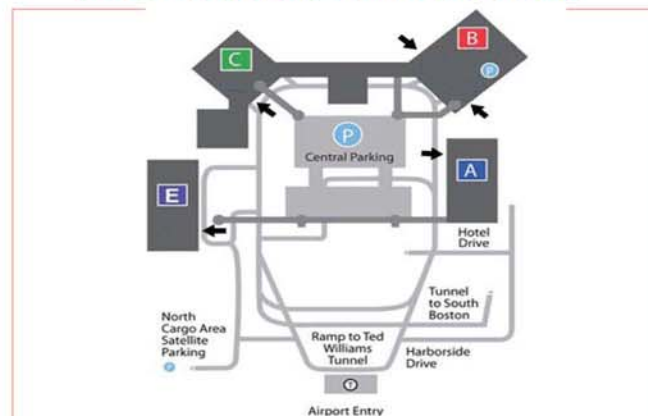 C
B
P
P
Central Parking
E
A
Hotel
Drive
Tunnel
to South
Boston
North
Cargo Area
Satellite
Parking
P
Ramp to Ted
Williams
Tunnel
Harborside
Drive
T
Airport Entry